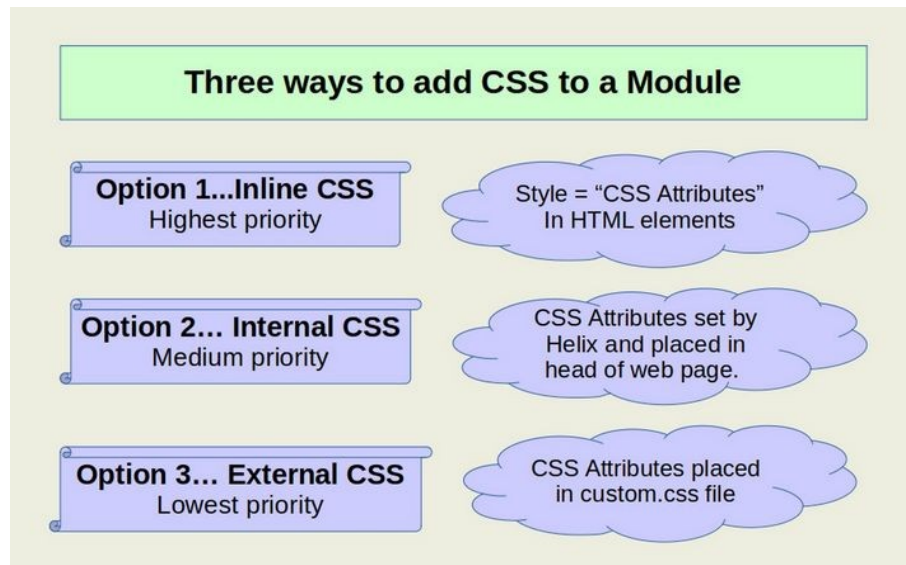 Three ways to add CSS to a Module
Option 1...Inline CSS
Highest priority
Style = “CSS Attributes”
In HTML elements
Option 2… Internal CSS
Medium priority
CSS Attributes set by
Helix and placed in
head of web page.
Option 3… External CSS
Lowest priority
CSS Attributes placed
in custom.css file